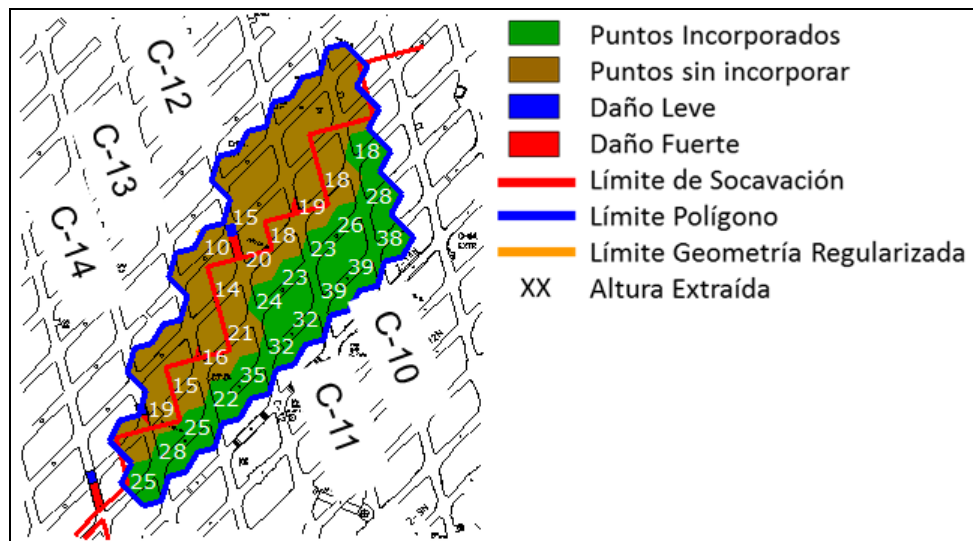 C-12
C-13
C-14
C-10
C-11
18
18
28
19
15
26
18
38
10
23
20
39
23
14
39
24
32
21
32
16
35
15
22
19
25
28
25
12N
Puntos Incorporados
Puntos sin incorporar
Daño Leve
Daño Fuerte
Límite de Socavación
Límite Polígono
Límite Geometría Regularizada
XX Altura Extraída